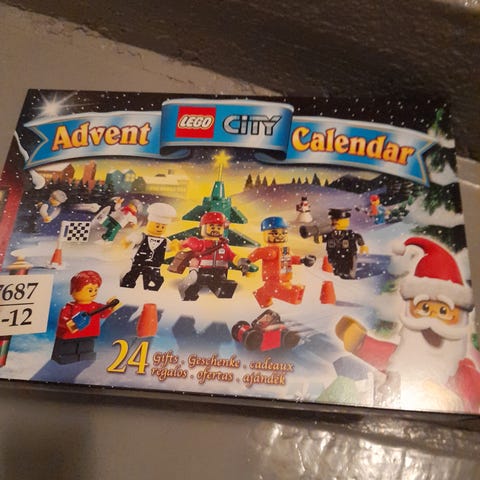 Advent LEGO CITY Calendar
7687
-12
24 Gifts . Geschenke . cadeaux
regalos . ofertas . ajándék